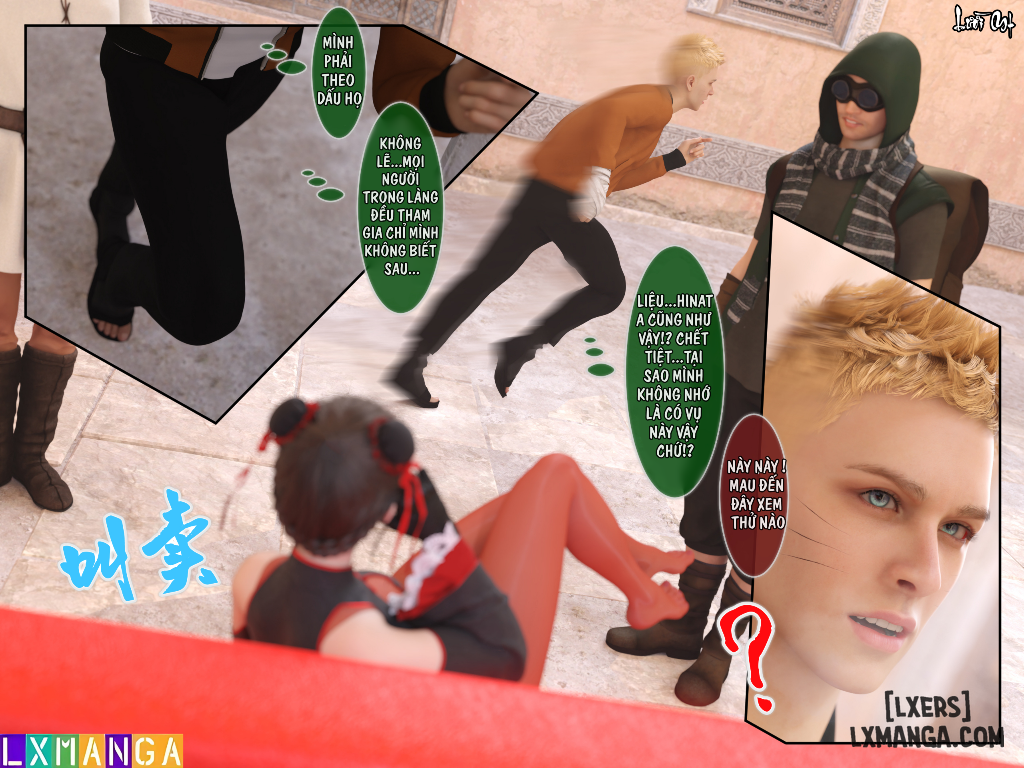 MÌNH
PHẢI
THEO
DẤU HỌ
KHÔNG
LẼ...MỌI
NGƯỜI
TRONG LÀNG
ĐỀU THAM
GIA CHỈ MÌNH
KHÔNG BIẾT
SAU...
LIỆU...HINAT
A CŨNG NHƯ
VẬY!? CHẾT
TIỆT...TẠI
SAO MÌNH
KHÔNG NHỚ
LÀ CÓ VỤ
NÀY VẬY
CHỨ!?
NÀY NÀY !
MAU ĐẾN
ĐÂY XEM
THỬ NÀO
叫卖
?
[LXERS]
LXMANGA.COM
LXMANGA